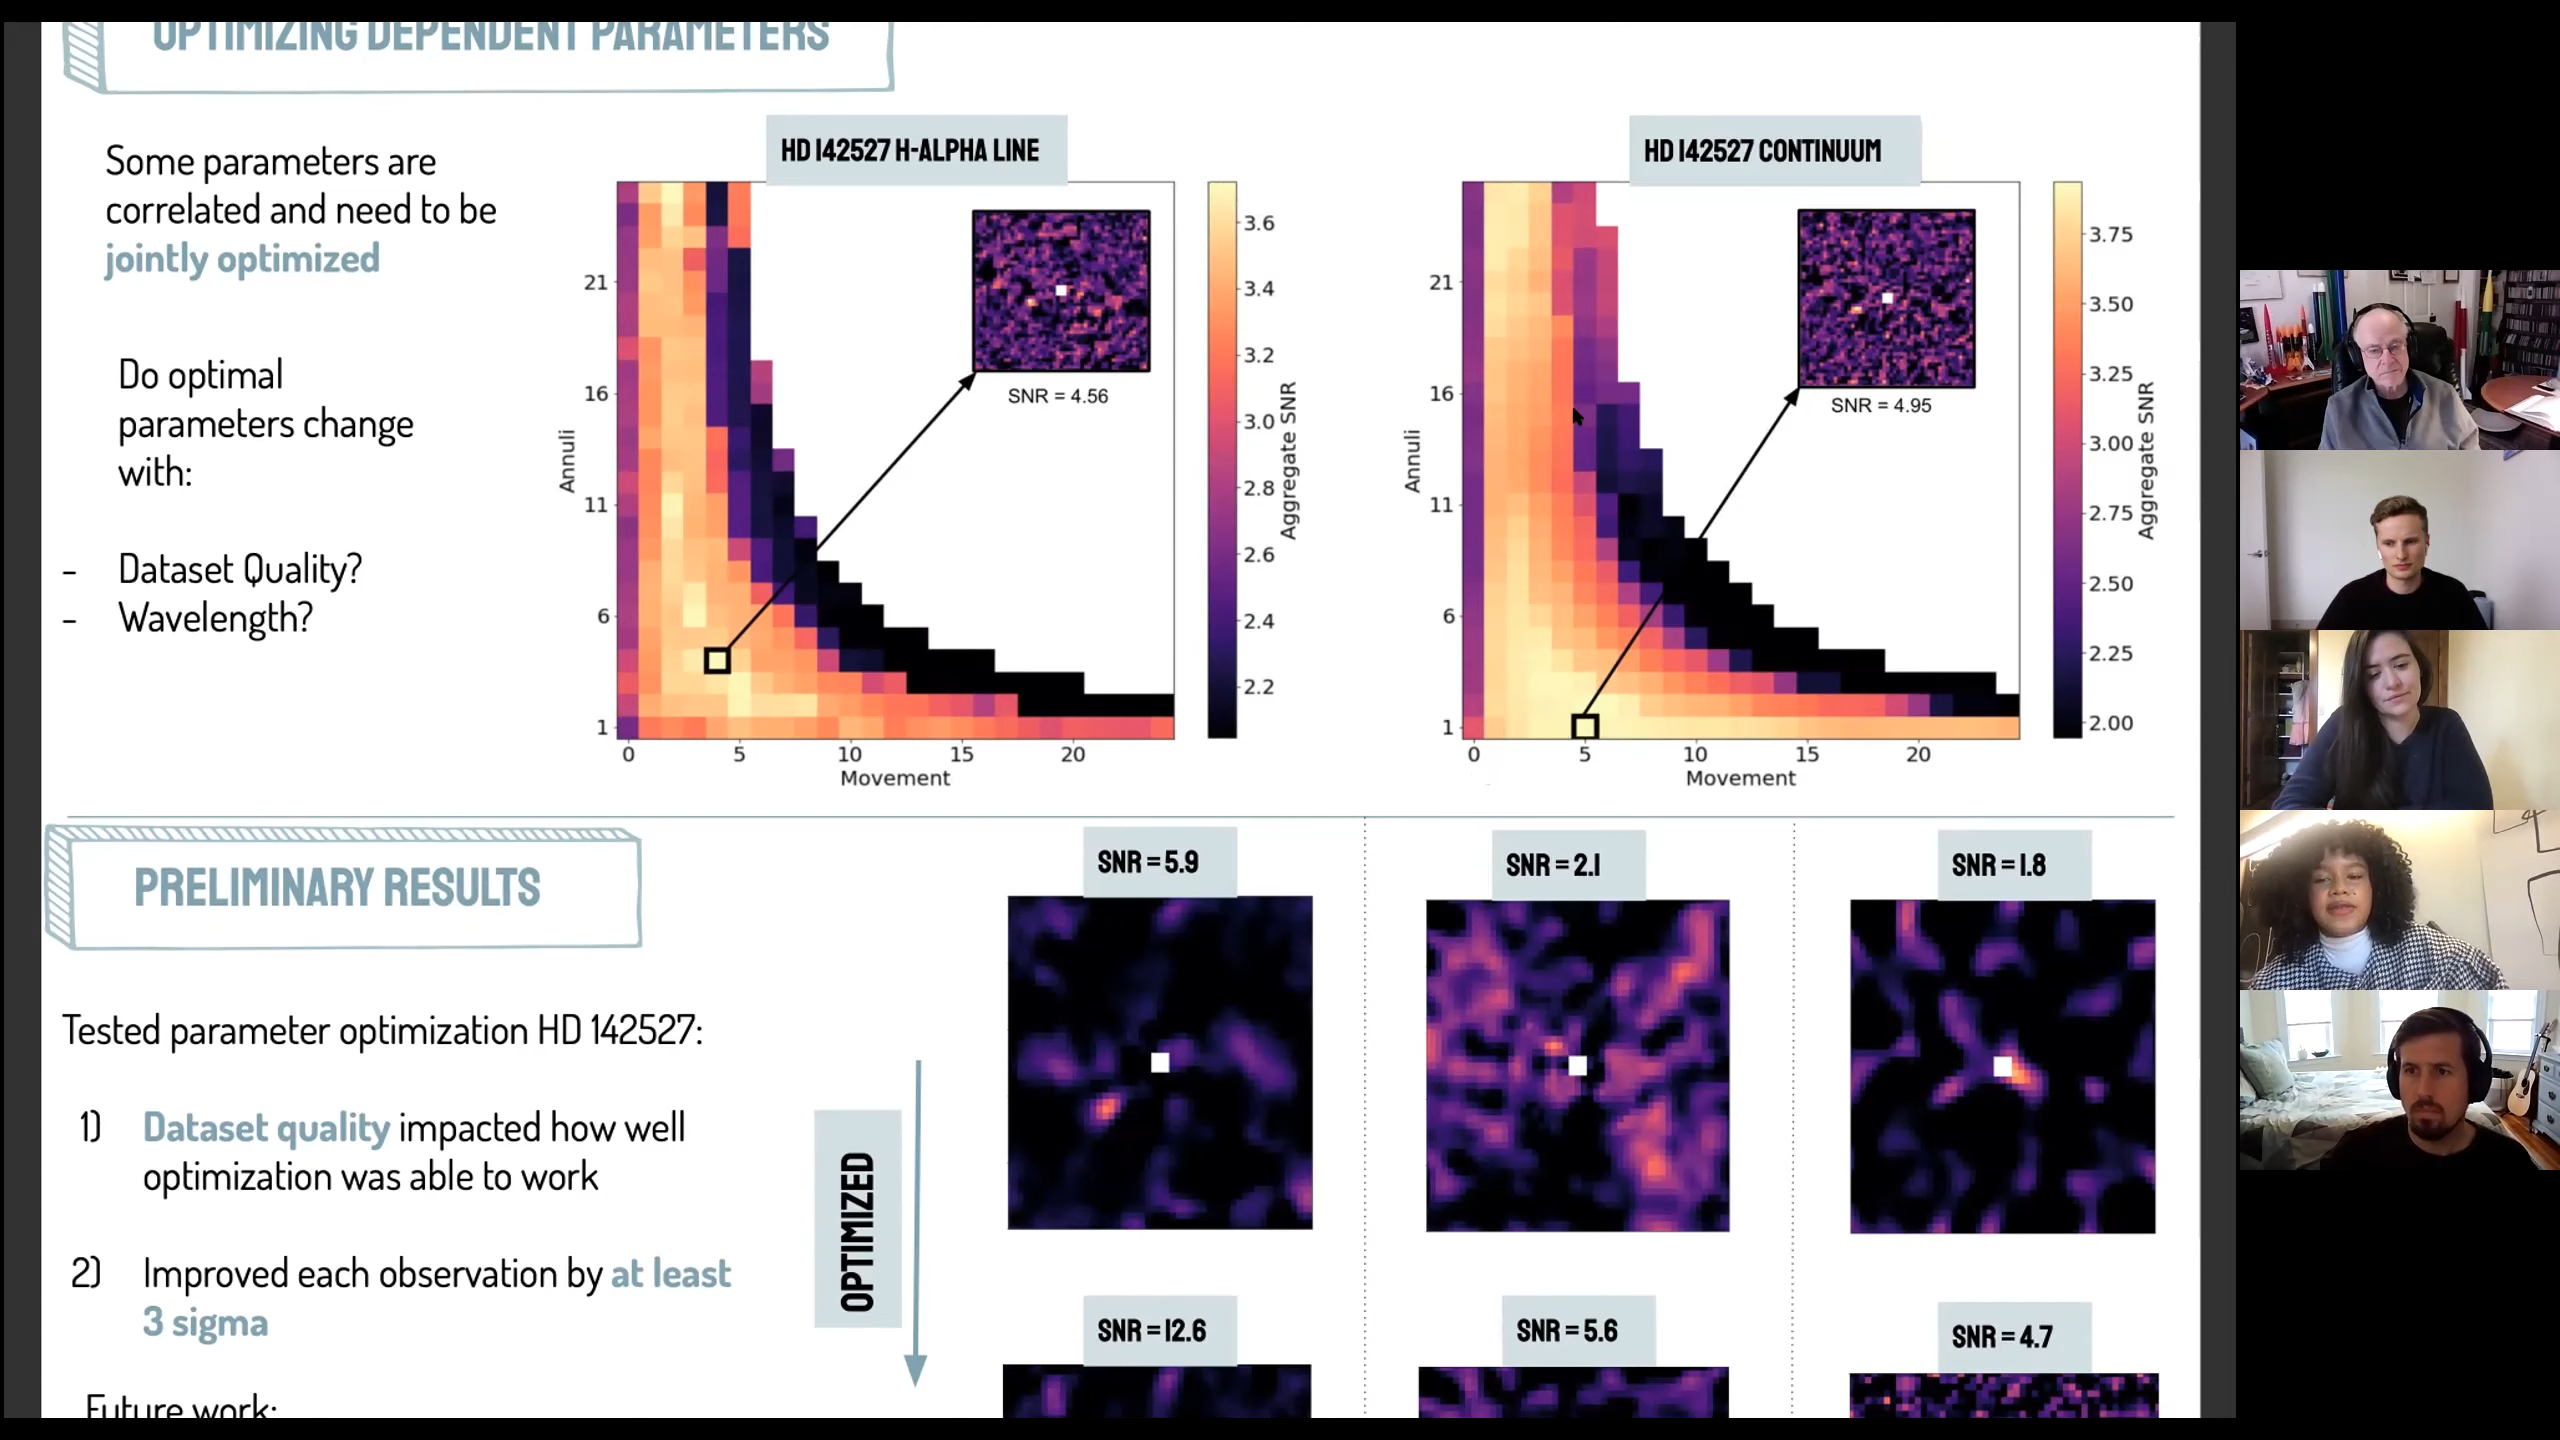 OPTIMIZING DEPENDENT PARAMETERS
Some parameters are
correlated and need to be
jointly optimized
Do optimal
parameters change
with:
- Dataset Quality?
- Wavelength?
HD 142527 H-ALPHA LINE
SNR = 4.56
Annuli
21
16
11
6
1
0 5 10 15 20
Movement
3.6
3.4
3.2
3.0
2.8
2.6
2.4
2.2
Aggregate SNR
HD 142527 CONTINUUM
SNR = 4.95
Annuli
21
16
11
6
1
0 5 10 15 20
Movement
3.75
3.50
3.25
3.00
2.75
2.50
2.25
2.00
Aggregate SNR
PRELIMINARY RESULTS
Tested parameter optimization HD 142527:
1) Dataset quality impacted how well
optimization was able to work
2) Improved each observation by at least
3 sigma
Future work:
OPTIMIZED
SNR = 5.9
SNR = 2.1
SNR = 1.8
SNR = 12.6
SNR = 5.6
SNR = 4.7